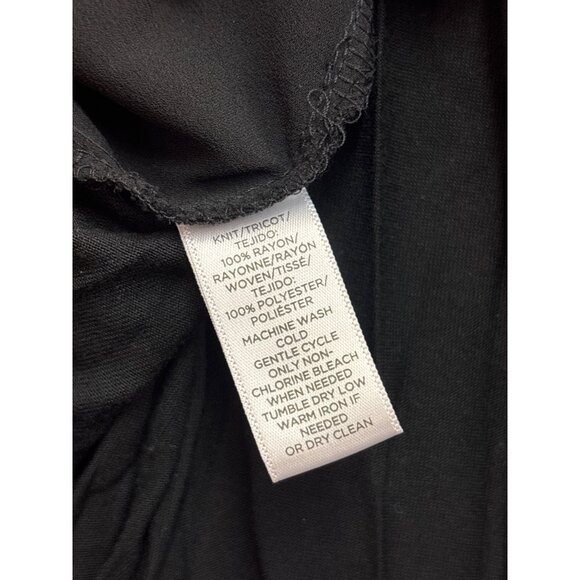 KNIT/TRICOT/
TEJIDO:
100% RAYON/
RAYONNE/RAYÓN
WOVEN/TISSÉ/
TEJIDO:
100% POLYESTER/
POLIÉSTER
MACHINE WASH
COLD
GENTLE CYCLE
ONLY NON-
CHLORINE BLEACH
WHEN NEEDED
TUMBLE DRY LOW
WARM IRON IF
NEEDED
OR DRY CLEAN